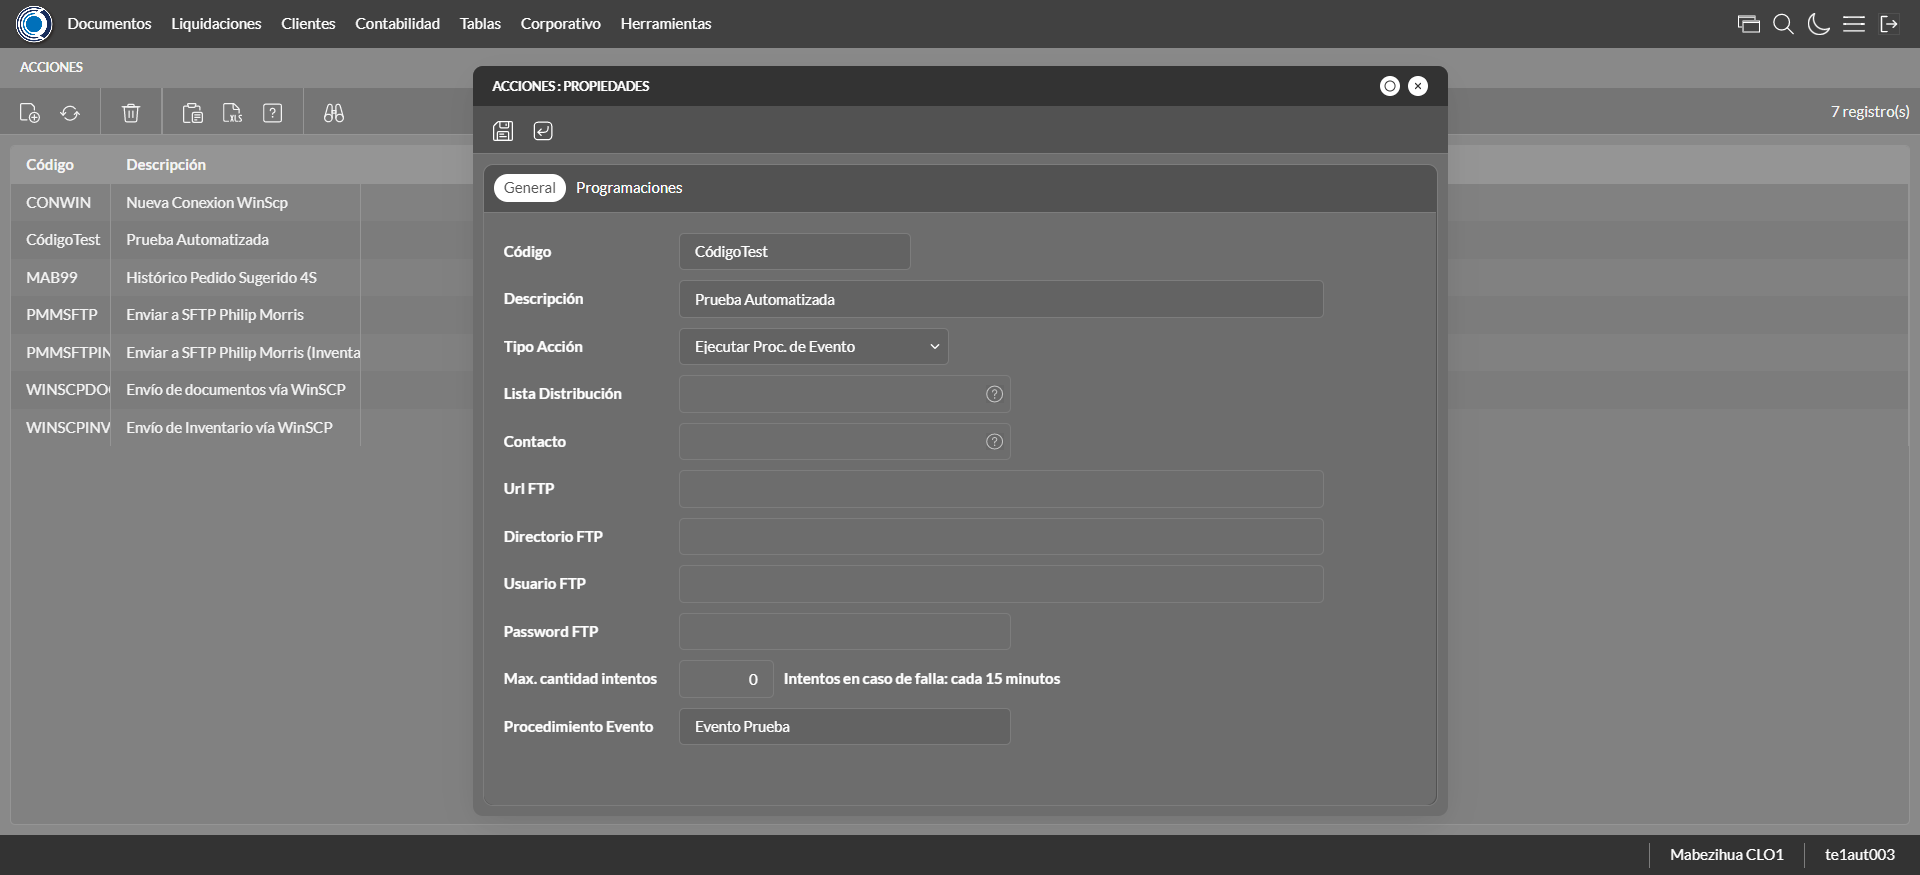 Documentos Liquidaciones Clientes Contabilidad Tablas Corporativo Herramientas
ACCIONES
XLS ?
7 registro(s)
Código Descripción
CONWIN Nueva Conexion WinScp
CódigoTest Prueba Automatizada
MAB99 Histórico Pedido Sugerido 4S
PMMSFTP Enviar a SFTP Philip Morris
PMMSFTPIN Enviar a SFTP Philip Morris (Inventa
WINSCPDO Envío de documentos vía WinSCP
WINSCPINV Envío de Inventario vía WinSCP
ACCIONES : PROPIEDADES
General Programaciones
Código CódigoTest
Descripción Prueba Automatizada
Tipo Acción Ejecutar Proc. de Evento
Lista Distribución ?
Contacto ?
Url FTP
Directorio FTP
Usuario FTP
Password FTP
Max. cantidad intentos 0 Intentos en caso de falla: cada 15 minutos
Procedimiento Evento Evento Prueba
Mabezihua CLO1 te1aut003